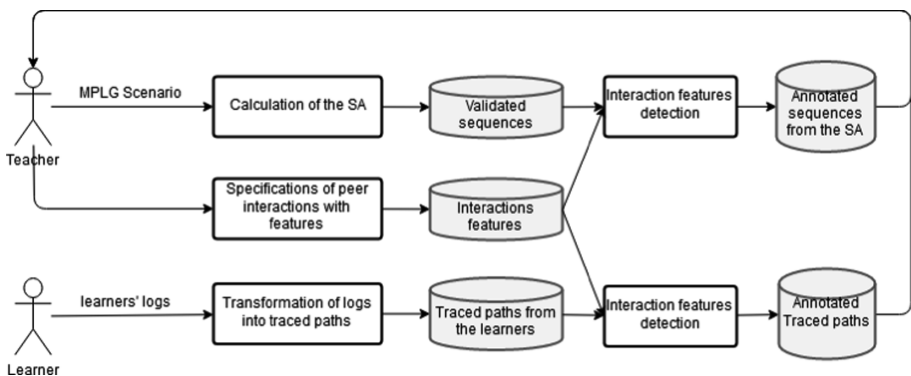 MPLG Scenario
Calculation of the SA
Validated
sequences
Interaction features
detection
Annotated
sequences
from the SA
Teacher
Specifications of peer
interactions with
features
Interactions
features
learners' logs
Transformation of logs
into traced paths
Traced paths from
the learners
Interaction features
detection
Annotated
Traced paths
Learner